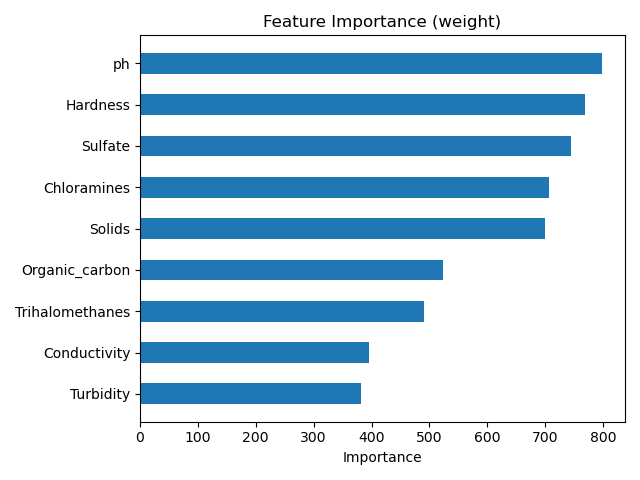 Feature Importance (weight)
ph
Hardness
Sulfate
Chloramines
Solids
Organic_carbon
Trihalomethanes
Conductivity
Turbidity
0 100 200 300 400 500 600 700 800
Importance